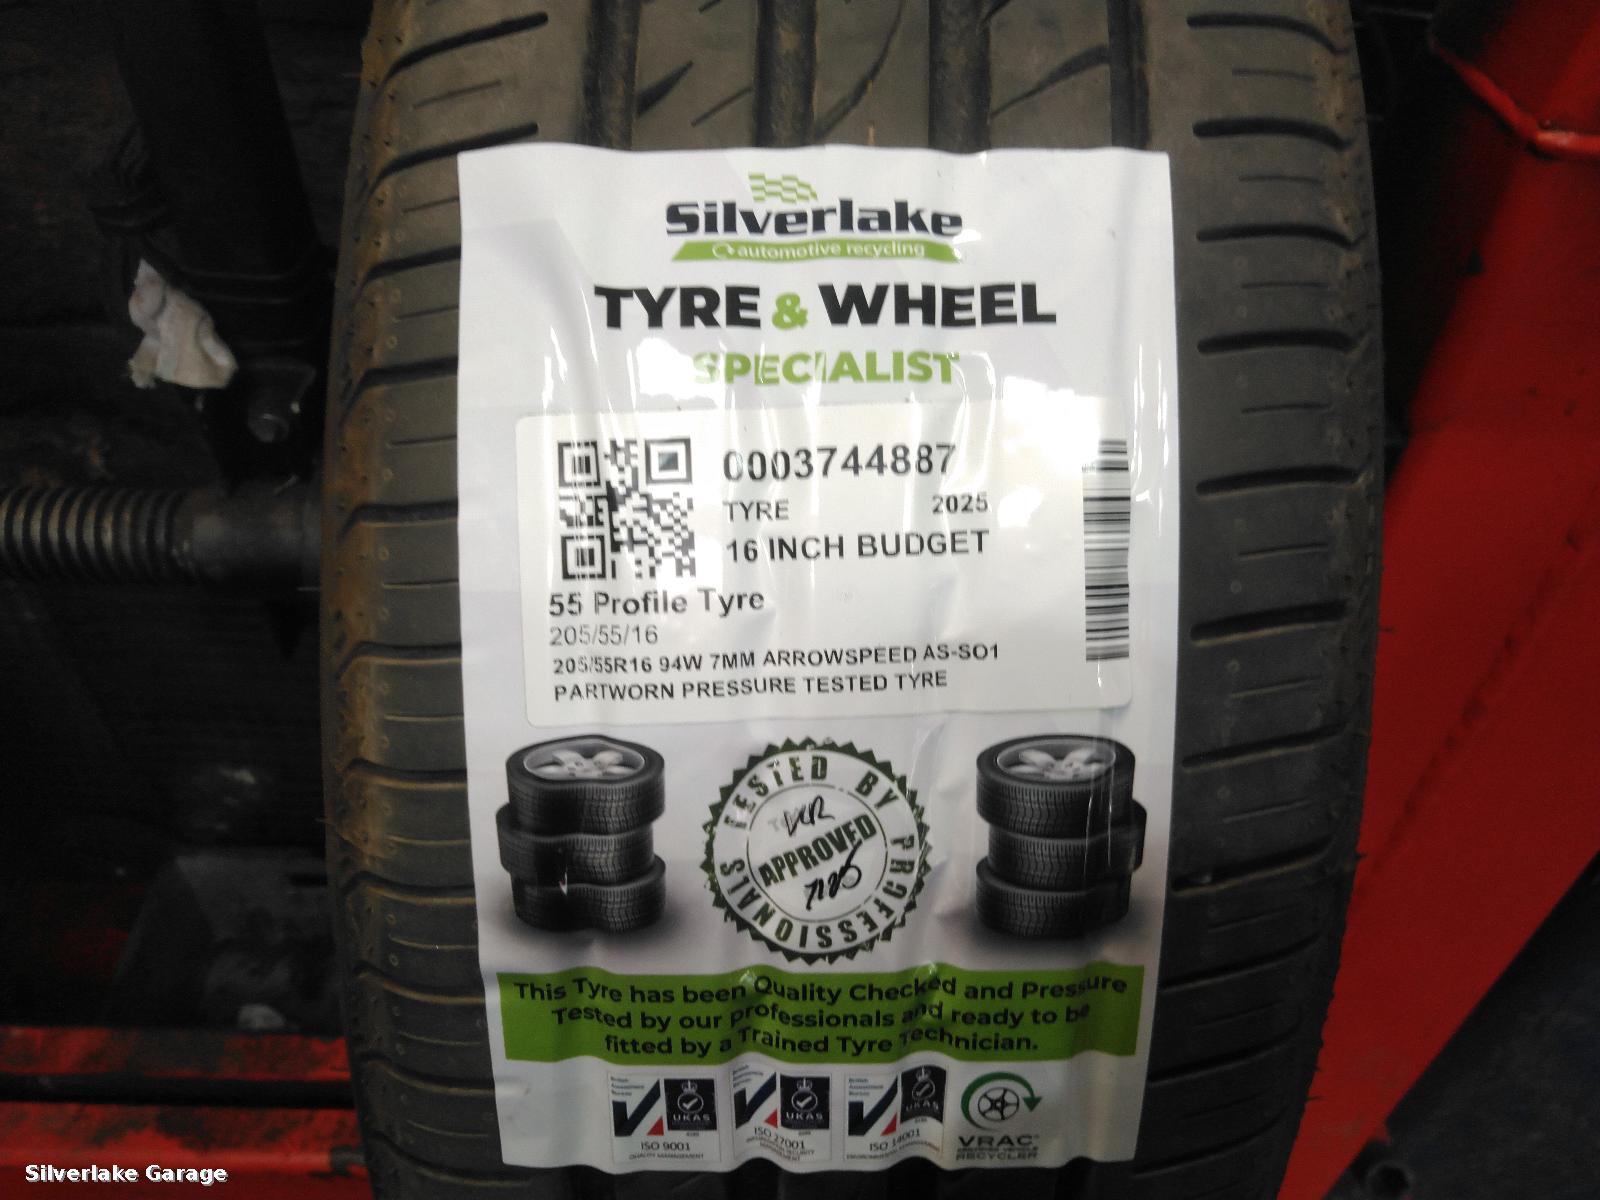 Silverlake
automotive recycling
TYRE & WHEEL
SPECIALIST
0003744887
TYRE 2025
16 INCH BUDGET
55 Profile Tyre
205/55/16
205/55R16 94W 7MM ARROWSPEED AS-SO1
PARTWORN PRESSURE TESTED TYRE
TESTED BY PROFESSIONALS
APPROVED
This Tyre has been Quality Checked and Pressure
Tested by our professionals and ready to be
fitted by a Trained Tyre Technician.
UKAS
UKAS
UKAS
ISO 9001
QUALITY MANAGEMENT
ISO 27001
ISO 14001
VRAC
RECYCLER
Silverlake Garage